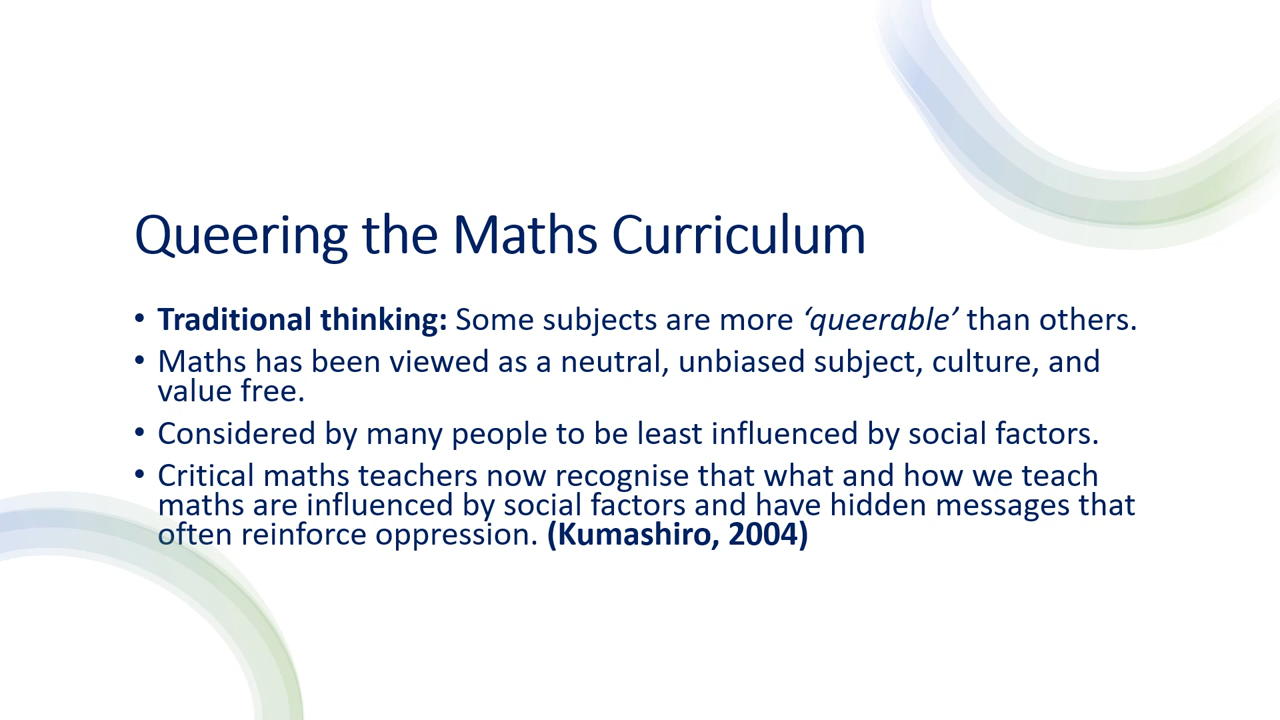 Queering the Maths Curriculum
• Traditional thinking: Some subjects are more ‘queerable’ than others.
• Maths has been viewed as a neutral, unbiased subject, culture, and
value free.
• Considered by many people to be least influenced by social factors.
• Critical maths teachers now recognise that what and how we teach
maths are influenced by social factors and have hidden messages that
often reinforce oppression. (Kumashiro, 2004)